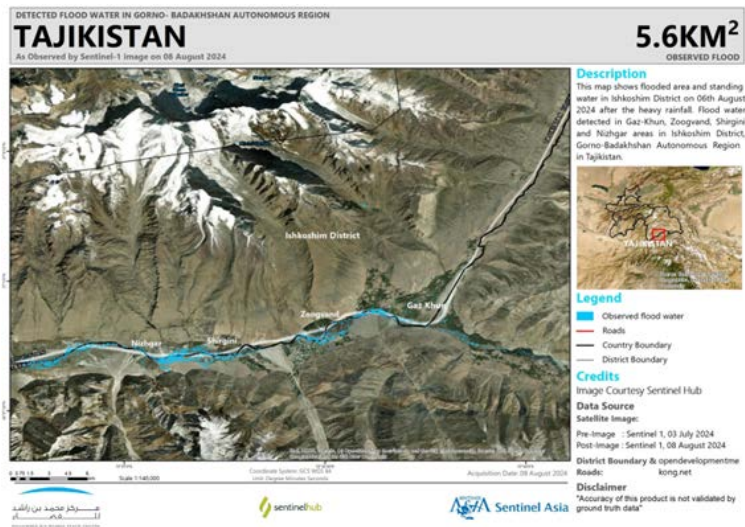 DETECTED FLOOD WATER IN GORNO- BADAKHSHAN AUTONOMOUS REGION
TAJIKISTAN
As Observed by Sentinel-1 image on 08 August 2024
5.6KM²
OBSERVED FLOOD
Description
This map shows flooded area and standing
water in Ishkoshim District on 06th August
2024 after the heavy rainfall. Flood water
detected in Gaz-Khun, Zoogvand, Shirgini
and Nizhgar areas in Ishkoshim District,
Gorno-Badakhshan Autonomous Region
in Tajikistan.
TAJIKISTAN
Ishkoshim District
Gaz Khun
Zoogvand
Shirgini
Nizhgar
Legend
Observed flood water
Roads
Country Boundary
District Boundary
Credits
Image Courtesy Sentinel Hub
Data Source
Satellite Image:
Pre-Image : Sentinel 1, 03 July 2024
Post-Image : Sentinel 1, 08 August 2024
District Boundary & opendevelopmentme
Roads: kong.net
Disclaimer
"Accuracy of this product is not validated by
ground truth data"
Scale 1:140,000
Coordinate System: GCS WGS 84
Unit: Degree Minutes Seconds
Acquisition Date: 08 August 2024
مركز محمد بن راشد
للفضاء
sentinelhub
Sentinel Asia